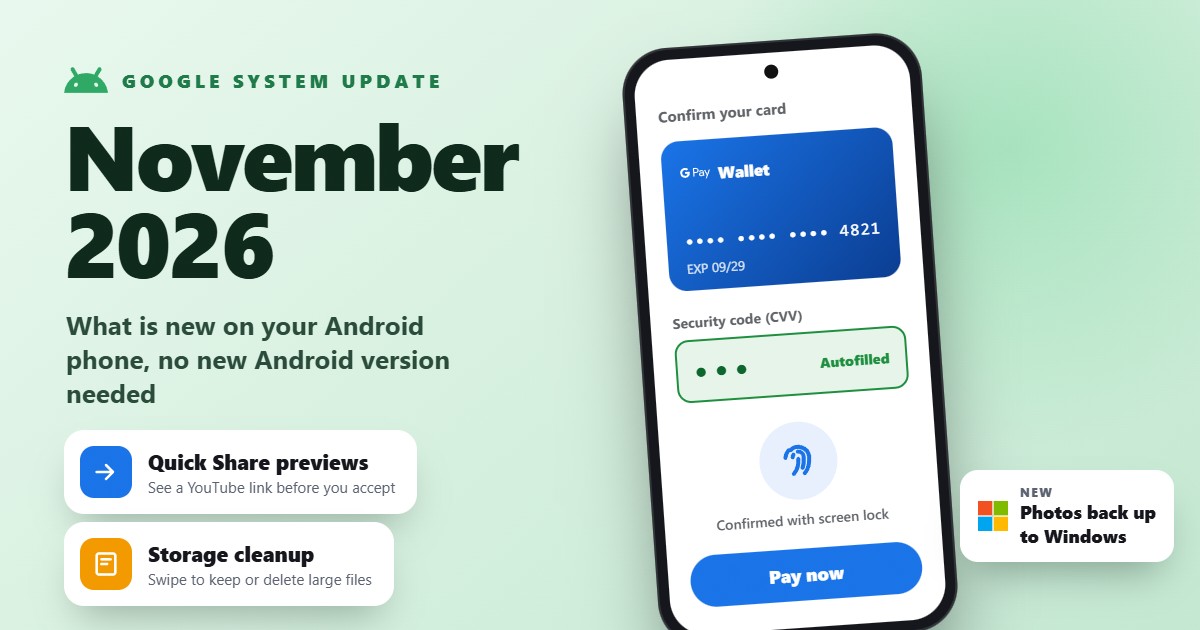 GOOGLE SYSTEM UPDATE
November
2026
What is new on your Android
phone, no new Android version
needed
Quick Share previews
See a YouTube link before you accept
Storage cleanup
Swipe to keep or delete large files
Confirm your card
G Pay Wallet
•••• •••• •••• 4821
EXP 09/29
Security code (CVV)
••• Autofilled
Confirmed with screen lock
Pay now
NEW
Photos back up
to Windows